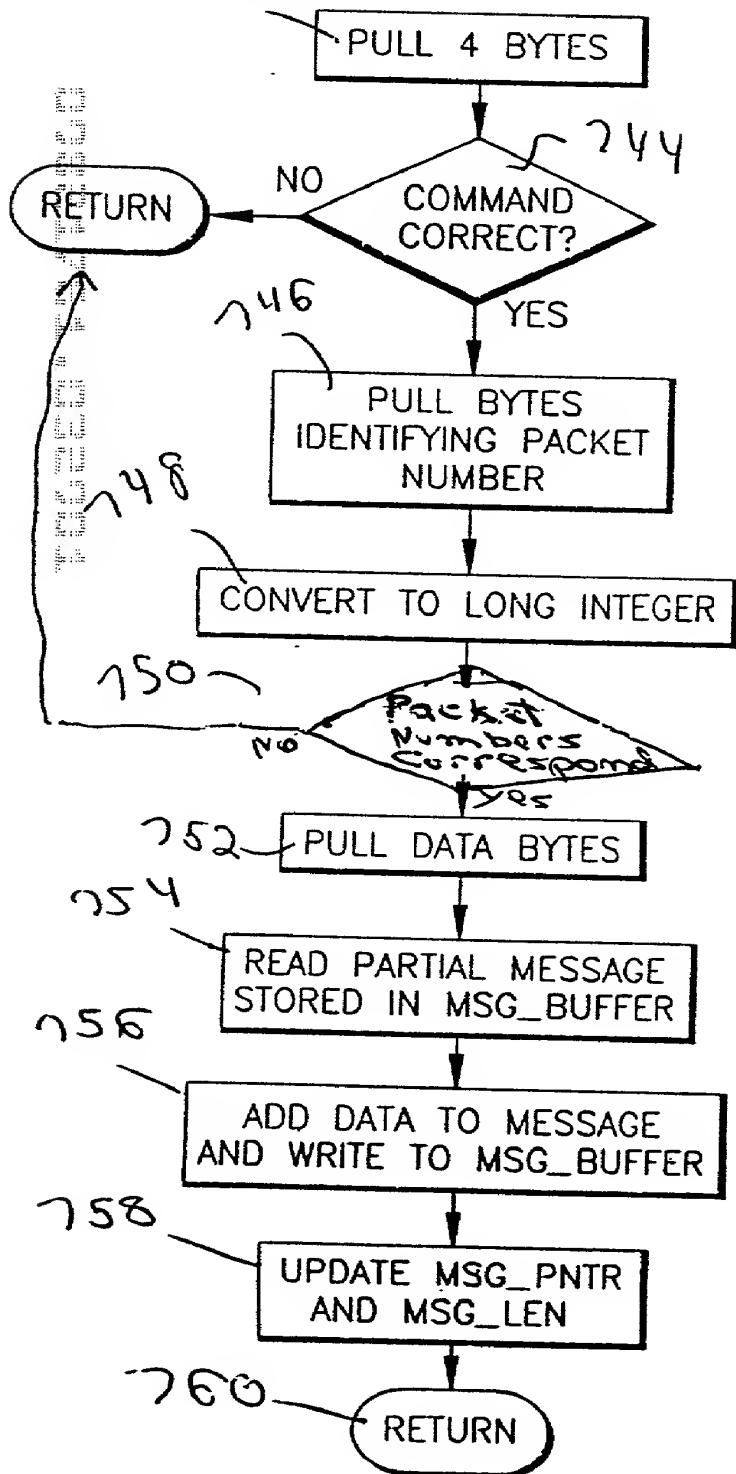 PULL 4 BYTES
744
NO
COMMAND
CORRECT?
RETURN
YES
746
PULL BYTES
IDENTIFYING PACKET
NUMBER
748
CONVERT TO LONG INTEGER
750
Packet
Numbers
Correspond
No
yes
752
PULL DATA BYTES
754
READ PARTIAL MESSAGE
STORED IN MSG_BUFFER
756
ADD DATA TO MESSAGE
AND WRITE TO MSG_BUFFER
758
UPDATE MSG_PNTR
AND MSG_LEN
760
RETURN